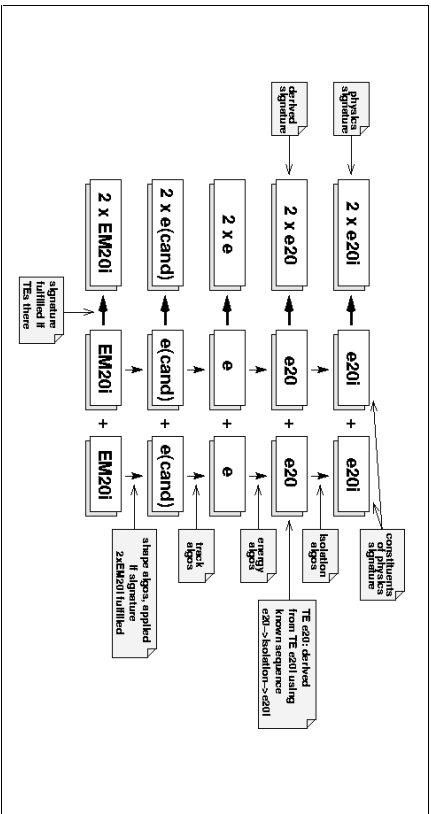 physics
signature
2 x e20i
e20i
+
e20i
constituents
of physics
signature
isolation
algos
derived
signature
2 x e20
e20
+
e20
TE e20: derived
from TE e20i using
known sequence
e20->isolation->e20i
energy
algos
2 x e
e
+
e
track
algos
2 x e(cand)
e(cand)
+
e(cand)
shape algos, applied
if signature
2xEM20i fulfilled
2 x EM20i
EM20i
+
EM20i
signature
fulfilled if
TEs there